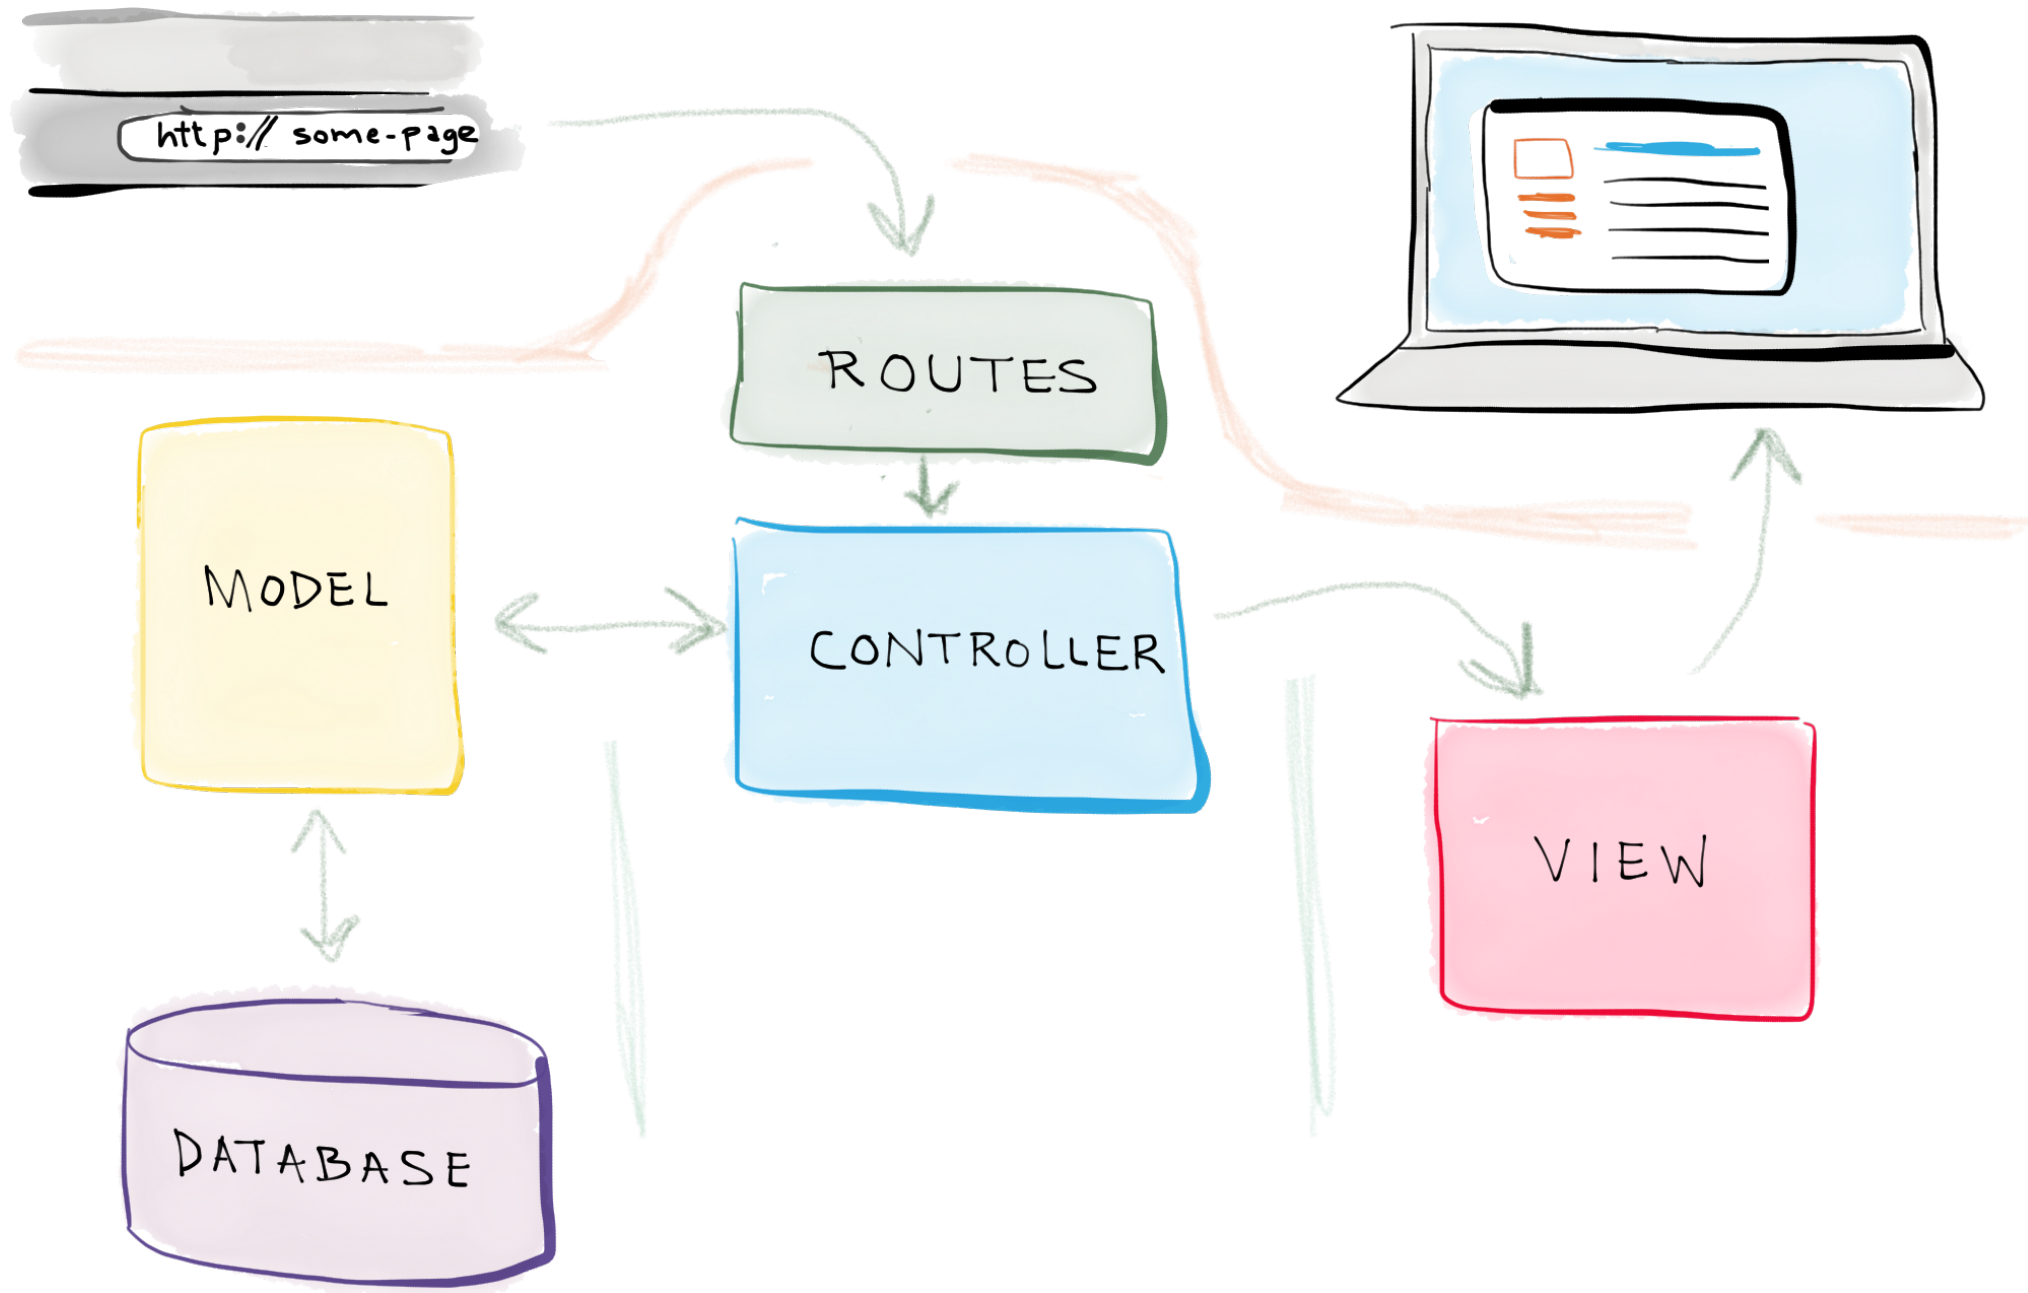 http:// some-page
ROUTES
MODEL
CONTROLLER
VIEW
DATABASE